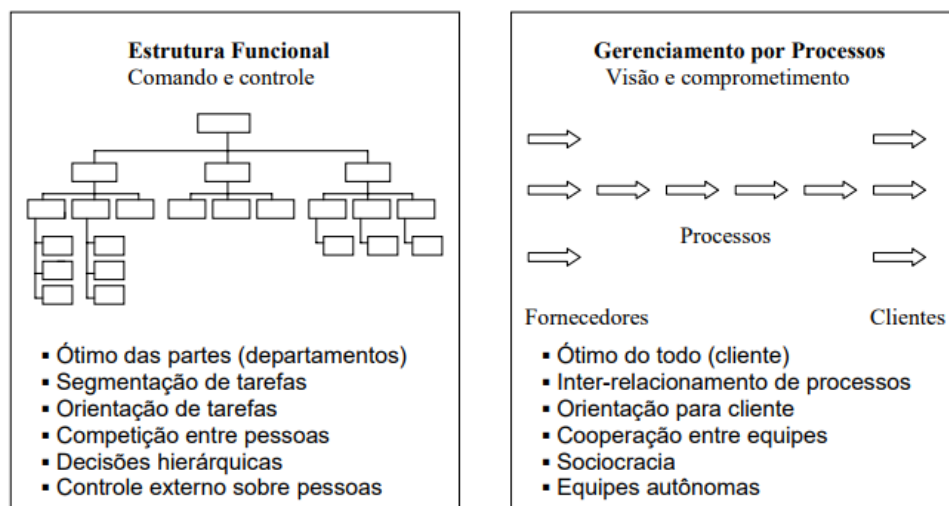 Estrutura Funcional
Comando e controle
▪ Ótimo das partes (departamentos)
▪ Segmentação de tarefas
▪ Orientação de tarefas
▪ Competição entre pessoas
▪ Decisões hierárquicas
▪ Controle externo sobre pessoas
Gerenciamento por Processos
Visão e comprometimento
Processos
Fornecedores
Clientes
▪ Ótimo do todo (cliente)
▪ Inter-relacionamento de processos
▪ Orientação para cliente
▪ Cooperação entre equipes
▪ Sociocracia
▪ Equipes autônomas